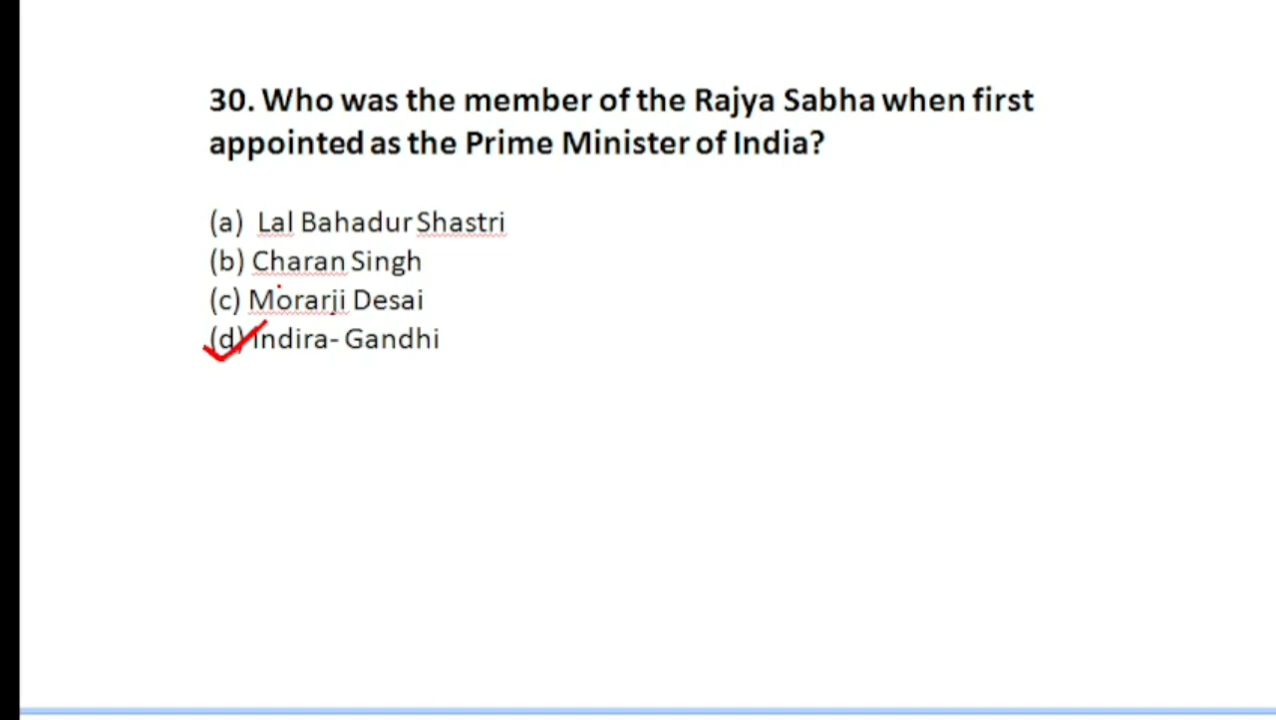 30. Who was the member of the Rajya Sabha when first
appointed as the Prime Minister of India?
(a) Lal Bahadur Shastri
(b) Charan Singh
(c) Morarji Desai
(d) Indira- Gandhi